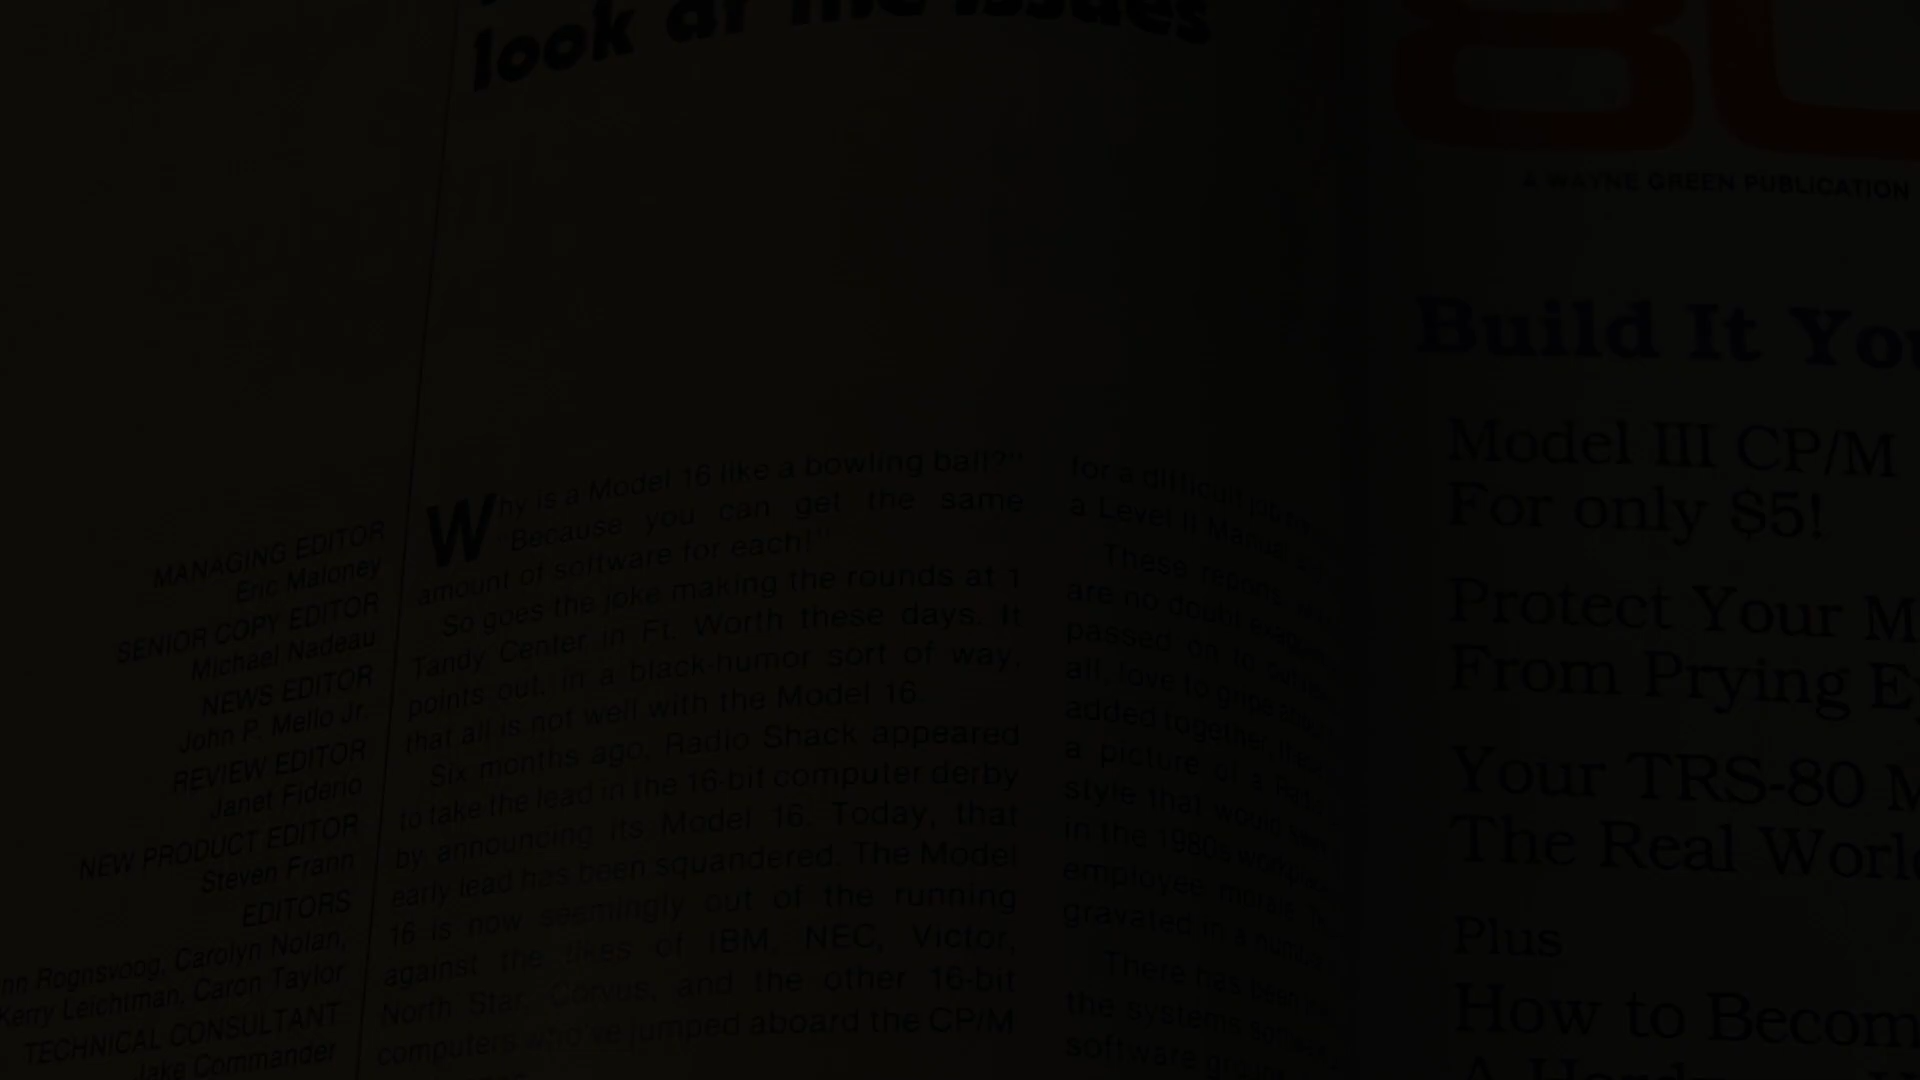 look at the issues
MANAGING EDITOR
Eric Maloney
SENIOR COPY EDITOR
Michael Nadeau
NEWS EDITOR
John P. Mello Jr.
REVIEW EDITOR
Janet Fiderio
NEW PRODUCT EDITOR
Steven Frann
EDITORS
Rognsvoog, Carolyn Nolan,
Kerry Leichtman, Caron Taylor
TECHNICAL CONSULTANT
Jake Commander
Why is a Model 16 like a bowling ball?"
"Because you can get the same
amount of software for each!"
So goes the joke making the rounds at 1
Tandy Center in Ft. Worth these days. It
points out, in a black-humor sort of way,
that all is not well with the Model 16.
Six months ago, Radio Shack appeared
to take the lead in the 16-bit computer derby
by announcing its Model 16. Today, that
early lead has been squandered. The Model
16 is now seemingly out of the running
against the likes of IBM, NEC, Victor,
North Star, Corvus, and the other 16-bit
computers who've jumped aboard the CP/M
for a difficult job
a Level II Manual
These reports
are no doubt
passed on to
all, love to gripe about
added together,
a picture of a
style that would
in the 1980s
employee morale.
gravated in a number
There has been
the systems
software
80
A WAYNE GREEN PUBLICATION
Build It
Model III CP/M
For only $5!
Protect Your
From Prying
Your TRS-80
The Real
Plus
How to